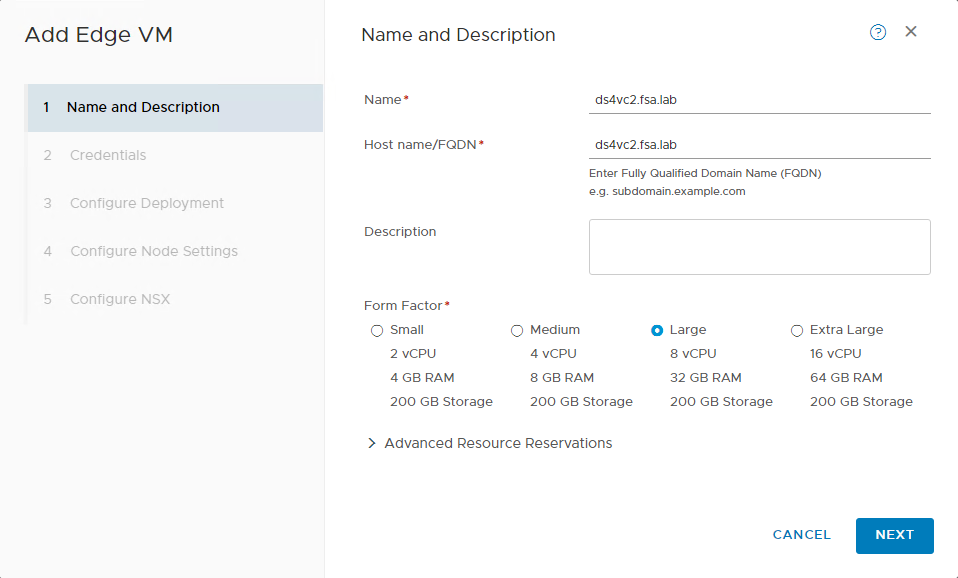 Add Edge VM
1 Name and Description
2 Credentials
3 Configure Deployment
4 Configure Node Settings
5 Configure NSX
Name and Description
?
Name* ds4vc2.fsa.lab
Host name/FQDN* ds4vc2.fsa.lab
Enter Fully Qualified Domain Name (FQDN)
e.g. subdomain.example.com
Description
Form Factor*
Small Medium Large Extra Large
2 vCPU 4 vCPU 8 vCPU 16 vCPU
4 GB RAM 8 GB RAM 32 GB RAM 64 GB RAM
200 GB Storage 200 GB Storage 200 GB Storage 200 GB Storage
Advanced Resource Reservations
CANCEL NEXT